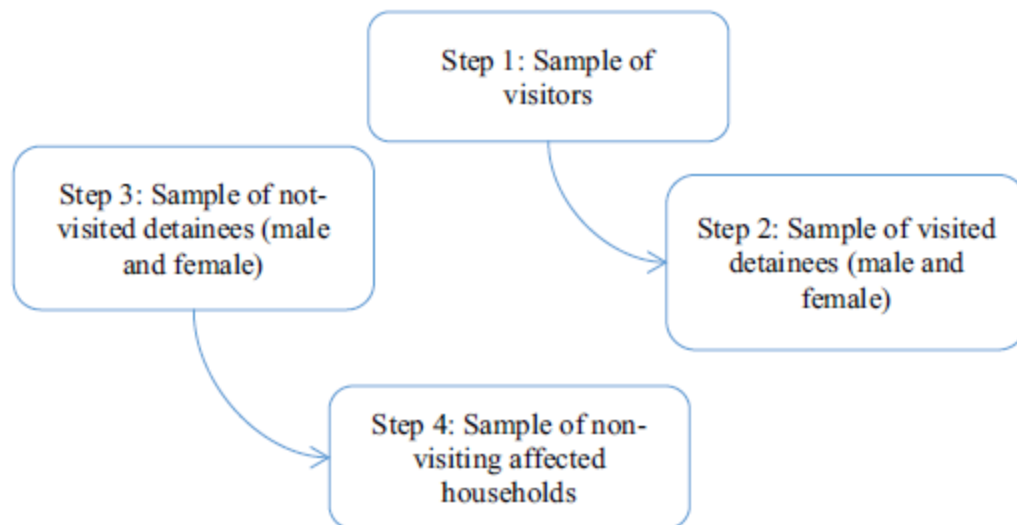 Step 1: Sample of
visitors
Step 3: Sample of not-
visited detainees (male
and female)
Step 2: Sample of visited
detainees (male and
female)
Step 4: Sample of non-
visiting affected
households